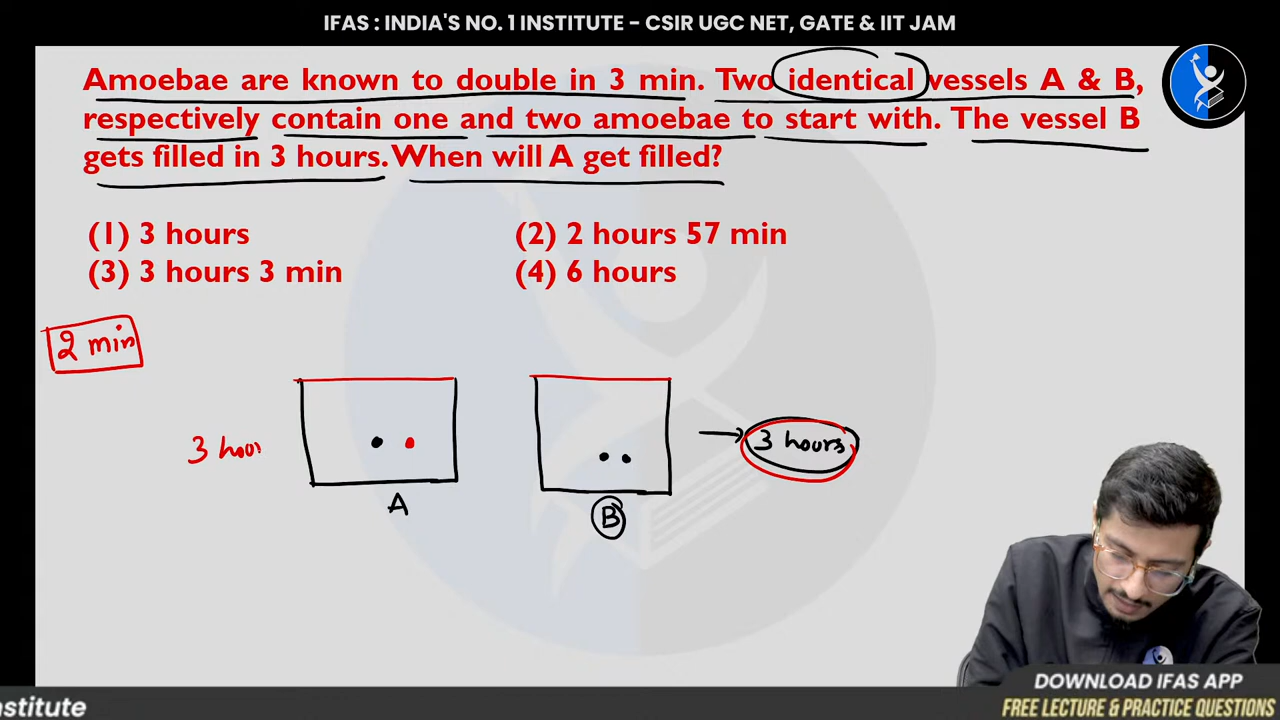 IFAS : INDIA'S NO. 1 INSTITUTE – CSIR UGC NET, GATE & IIT JAM
Amoebae are known to double in 3 min. Two identical vessels A & B,
respectively contain one and two amoebae to start with. The vessel B
gets filled in 3 hours. When will A get filled?
(1) 3 hours
(2) 2 hours 57 min
(3) 3 hours 3 min
(4) 6 hours
2 min
3 hour
3 hours
A
B
DOWNLOAD IFAS APP
nstitute
FREE LECTURE & PRACTICE QUESTIONS